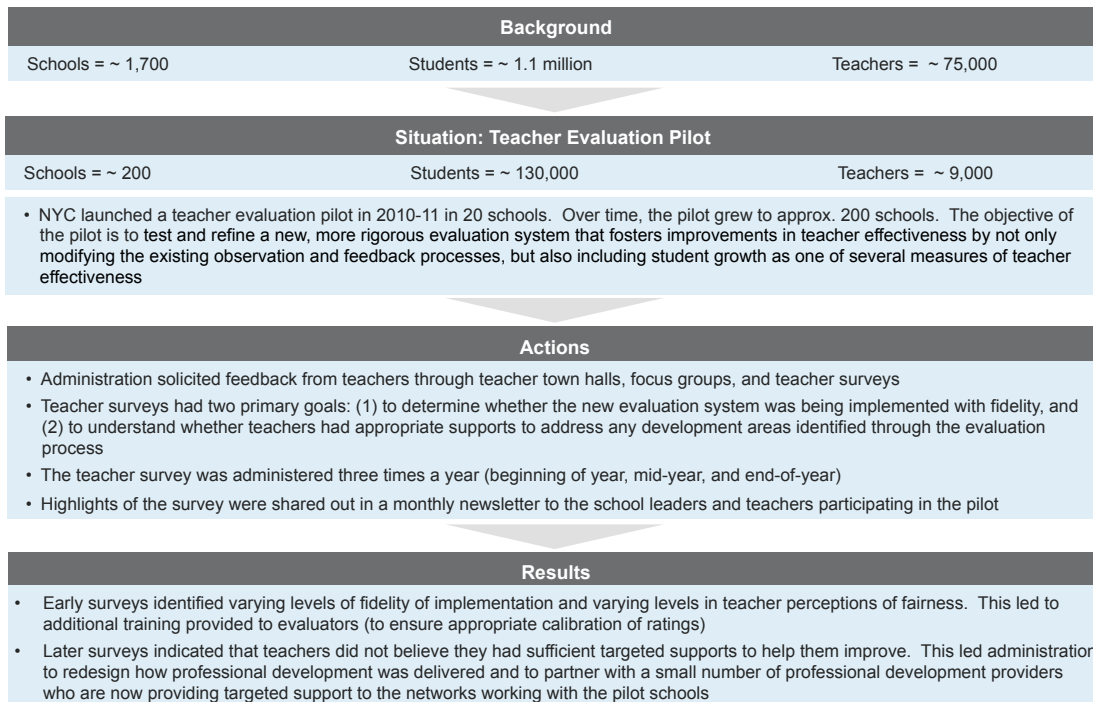 Background
Schools = ~ 1,700 Students = ~ 1.1 million Teachers = ~ 75,000
Situation: Teacher Evaluation Pilot
Schools = ~ 200 Students = ~ 130,000 Teachers = ~ 9,000
• NYC launched a teacher evaluation pilot in 2010-11 in 20 schools. Over time, the pilot grew to approx. 200 schools. The objective of
the pilot is to test and refine a new, more rigorous evaluation system that fosters improvements in teacher effectiveness by not only
modifying the existing observation and feedback processes, but also including student growth as one of several measures of teacher
effectiveness
Actions
• Administration solicited feedback from teachers through teacher town halls, focus groups, and teacher surveys
• Teacher surveys had two primary goals: (1) to determine whether the new evaluation system was being implemented with fidelity, and
(2) to understand whether teachers had appropriate supports to address any development areas identified through the evaluation
process
• The teacher survey was administered three times a year (beginning of year, mid-year, and end-of-year)
• Highlights of the survey were shared out in a monthly newsletter to the school leaders and teachers participating in the pilot
Results
• Early surveys identified varying levels of fidelity of implementation and varying levels in teacher perceptions of fairness. This led to
additional training provided to evaluators (to ensure appropriate calibration of ratings)
• Later surveys indicated that teachers did not believe they had sufficient targeted supports to help them improve. This led administration
to redesign how professional development was delivered and to partner with a small number of professional development providers
who are now providing targeted support to the networks working with the pilot schools